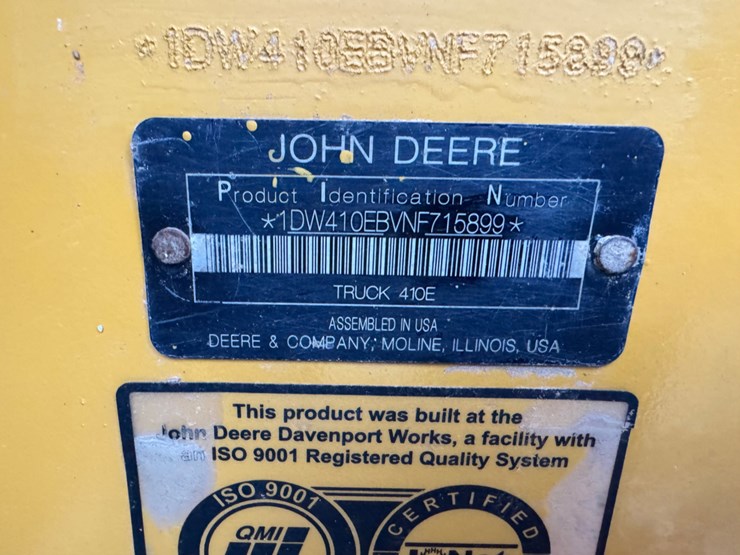 *1DW410EBVNF715899*
JOHN DEERE
Product Identification Number
*1DW410EBVNF715899*
TRUCK 410E
ASSEMBLED IN USA
DEERE & COMPANY, MOLINE, ILLINOIS, USA
This product was built at the
John Deere Davenport Works, a facility with
an ISO 9001 Registered Quality System
ISO 9001
CERTIFIED
QMI